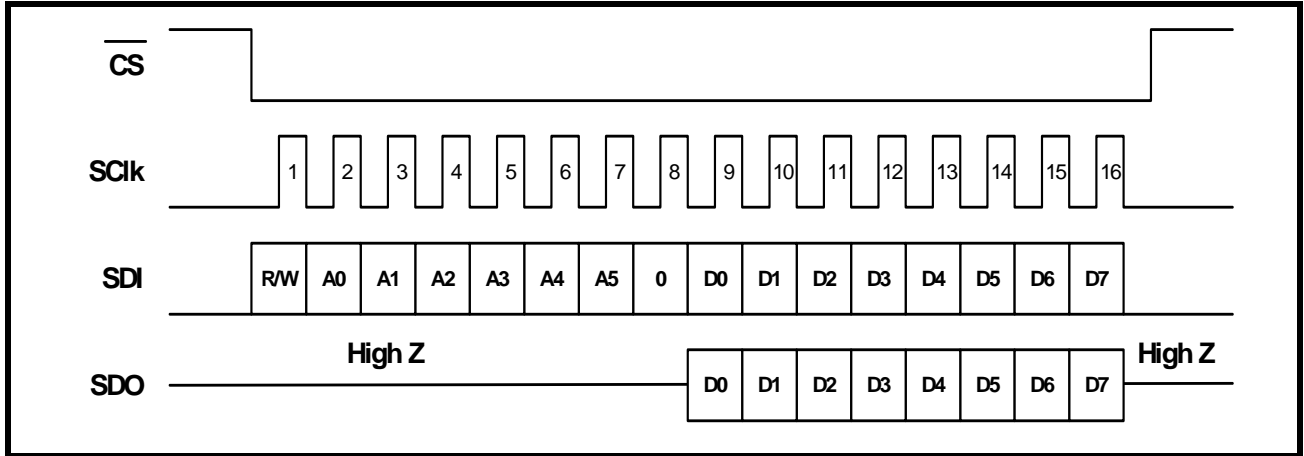 CS
SClk 1 2 3 4 5 6 7 8 9 10 11 12 13 14 15 16
SDI R/W A0 A1 A2 A3 A4 A5 0 D0 D1 D2 D3 D4 D5 D6 D7
High Z High Z
SDO D0 D1 D2 D3 D4 D5 D6 D7